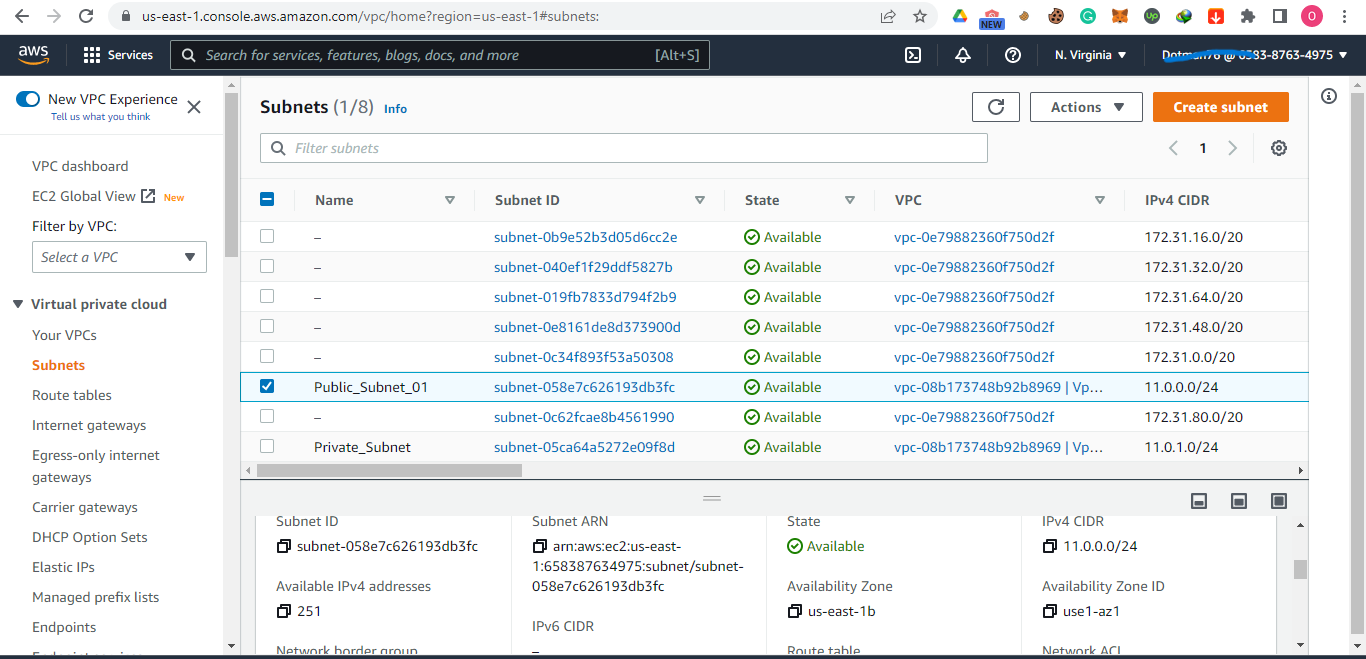 us-east-1.console.aws.amazon.com/vpc/home?region=us-east-1#subnets:
NEW
Up
O
aws
Services
Search for services, features, blogs, docs, and more
[Alt+S]
N. Virginia
8763-4975
New VPC Experience
Tell us what you think
VPC dashboard
EC2 Global View
New
Filter by VPC:
Select a VPC
Virtual private cloud
Your VPCs
Subnets
Route tables
Internet gateways
Egress-only internet
gateways
Carrier gateways
DHCP Option Sets
Elastic IPs
Managed prefix lists
Endpoints
Subnets (1/8) Info
Actions
Create subnet
Filter subnets
1
Name Subnet ID State VPC IPv4 CIDR
– subnet-0b9e52b3d05d6cc2e Available vpc-0e79882360f750d2f 172.31.16.0/20
– subnet-040ef1f29ddf5827b Available vpc-0e79882360f750d2f 172.31.32.0/20
– subnet-019fb7833d794f2b9 Available vpc-0e79882360f750d2f 172.31.64.0/20
– subnet-0e8161de8d373900d Available vpc-0e79882360f750d2f 172.31.48.0/20
– subnet-0c34f893f53a50308 Available vpc-0e79882360f750d2f 172.31.0.0/20
Public_Subnet_01 subnet-058e7c626193db3fc Available vpc-08b173748b92b8969 | Vp… 11.0.0.0/24
– subnet-0c62fcae8b4561990 Available vpc-0e79882360f750d2f 172.31.80.0/20
Private_Subnet subnet-05ca64a5272e09f8d Available vpc-08b173748b92b8969 | Vp… 11.0.1.0/24
Subnet ID
subnet-058e7c626193db3fc
Available IPv4 addresses
251
Network border group
Subnet ARN
arn:aws:ec2:us-east-
1:658387634975:subnet/subnet-
058e7c626193db3fc
IPv6 CIDR
–
State
Available
Availability Zone
us-east-1b
Route table
IPv4 CIDR
11.0.0.0/24
Availability Zone ID
use1-az1
Network ACL